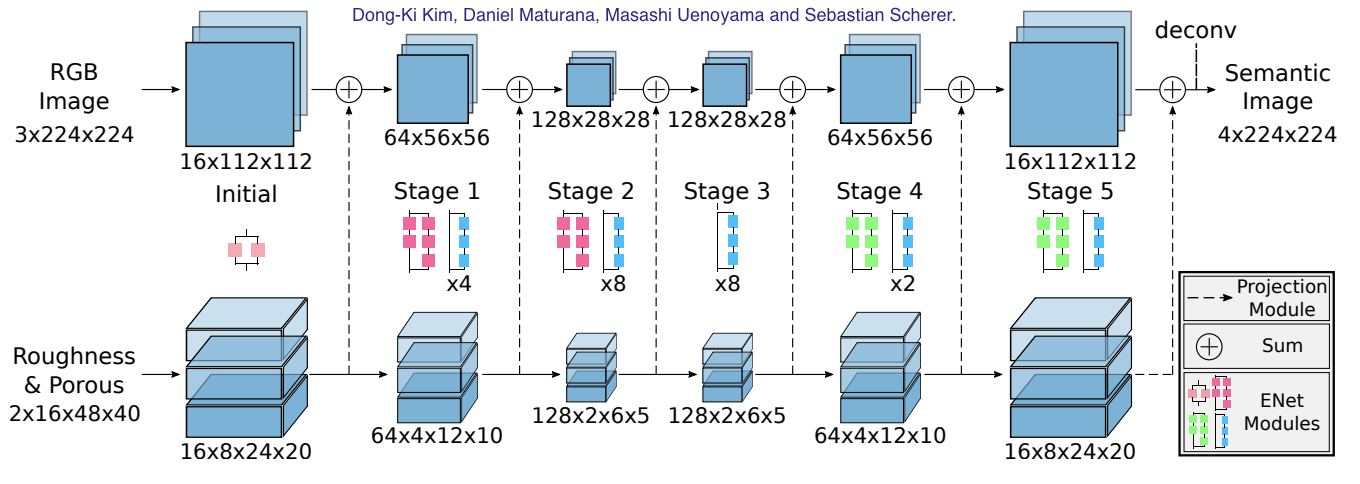 Dong-Ki Kim, Daniel Maturana, Masashi Uenoyama and Sebastian Scherer.
deconv
RGB
Image
3x224x224
16x112x112
64x56x56
128x28x28
128x28x28
64x56x56
16x112x112
Semantic
Image
4x224x224
Initial
Stage 1
Stage 2
Stage 3
Stage 4
Stage 5
x4
x8
x8
x2
Roughness
& Porous
2x16x48x40
16x8x24x20
64x4x12x10
128x2x6x5
128x2x6x5
64x4x12x10
16x8x24x20
Projection
Module
Sum
ENet
Modules